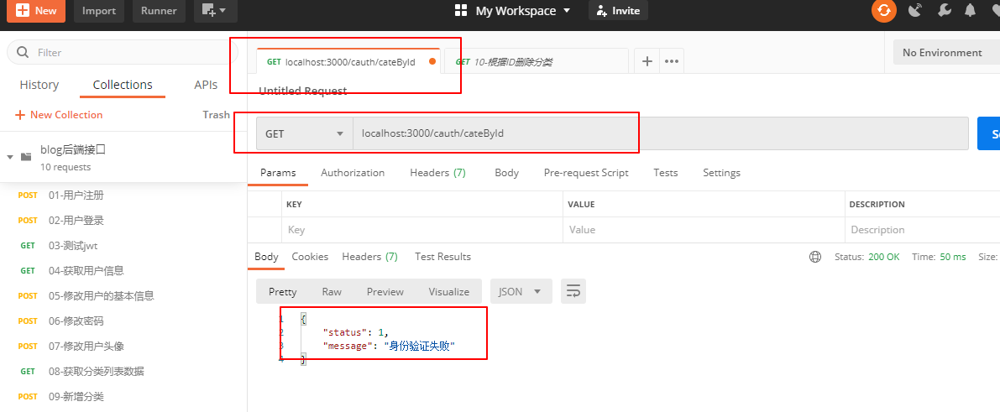 New
Import
Runner
My Workspace
Invite
Filter
History
Collections
APIs
New Collection
Trash
blog后端接口
10 requests
POST 01-用户注册
POST 02-用户登录
GET 03-测试jwt
GET 04-获取用户信息
POST 05-修改用户的基本信息
POST 06-修改密码
POST 07-修改用户头像
GET 08-获取分类列表数据
POST 09-新增分类
GET localhost:3000/cauth/cateById
GET 10-根据ID删除分类
No Environment
Untitled Request
GET
localhost:3000/cauth/cateById
Params
Authorization
Headers (7)
Body
Pre-request Script
Tests
Settings
KEY
VALUE
DESCRIPTION
Key
Value
Description
Body
Cookies
Headers (7)
Test Results
Status: 200 OK
Time: 50 ms
Size:
Pretty
Raw
Preview
Visualize
JSON
1 {
2 "status": 1,
3 "message": "身份验证失败"
4 }